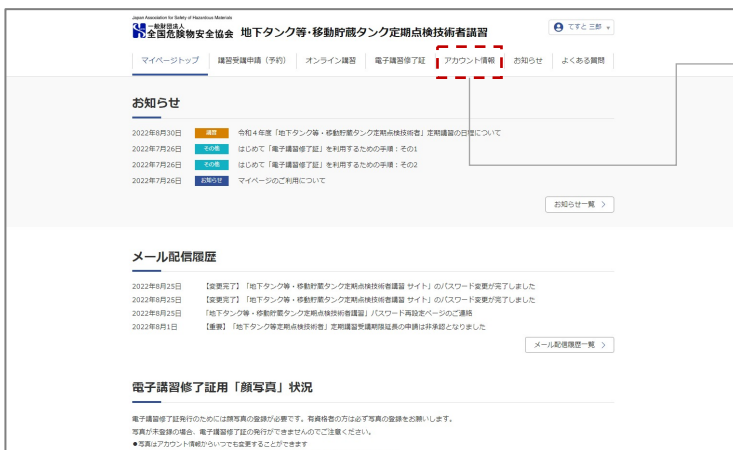 Japan Association for Safety of Hazardous Materials
一般財団法人
全国危険物安全協会 地下タンク等・移動貯蔵タンク定期点検技術者講習
てすと 三郎
マイページトップ 講習受講申請（予約） オンライン講習 電子講習修了証 アカウント情報 お知らせ よくある質問
お知らせ
2022年8月30日 講習 令和４年度「地下タンク等・移動貯蔵タンク定期点検技術者」定期講習の日程について
2022年7月26日 その他 はじめて「電子講習修了証」を利用するための手順：その1
2022年7月26日 その他 はじめて「電子講習修了証」を利用するための手順：その2
2022年7月26日 お知らせ マイページのご利用について
お知らせ一覧 >
メール配信履歴
2022年8月25日 【変更完了】「地下タンク等・移動貯蔵タンク定期点検技術者講習 サイト」のパスワード変更が完了しました
2022年8月25日 【変更完了】「地下タンク等・移動貯蔵タンク定期点検技術者講習 サイト」のパスワード変更が完了しました
2022年8月25日 「地下タンク等・移動貯蔵タンク定期点検技術者講習」パスワード再設定ページのご連絡
2022年8月1日 【重要】「地下タンク等定期点検技術者」定期講習受講期限延長の申請は非承認となりました
メール配信履歴一覧 >
電子講習修了証用「顔写真」状況
電子講習修了証発行のためには顔写真の登録が必要です。有資格者の方は必ず写真の登録をお願いします。
写真が未登録の場合、電子講習修了証の発行ができませんのでご注意ください。
●写真はアカウント情報からいつでも変更することができます